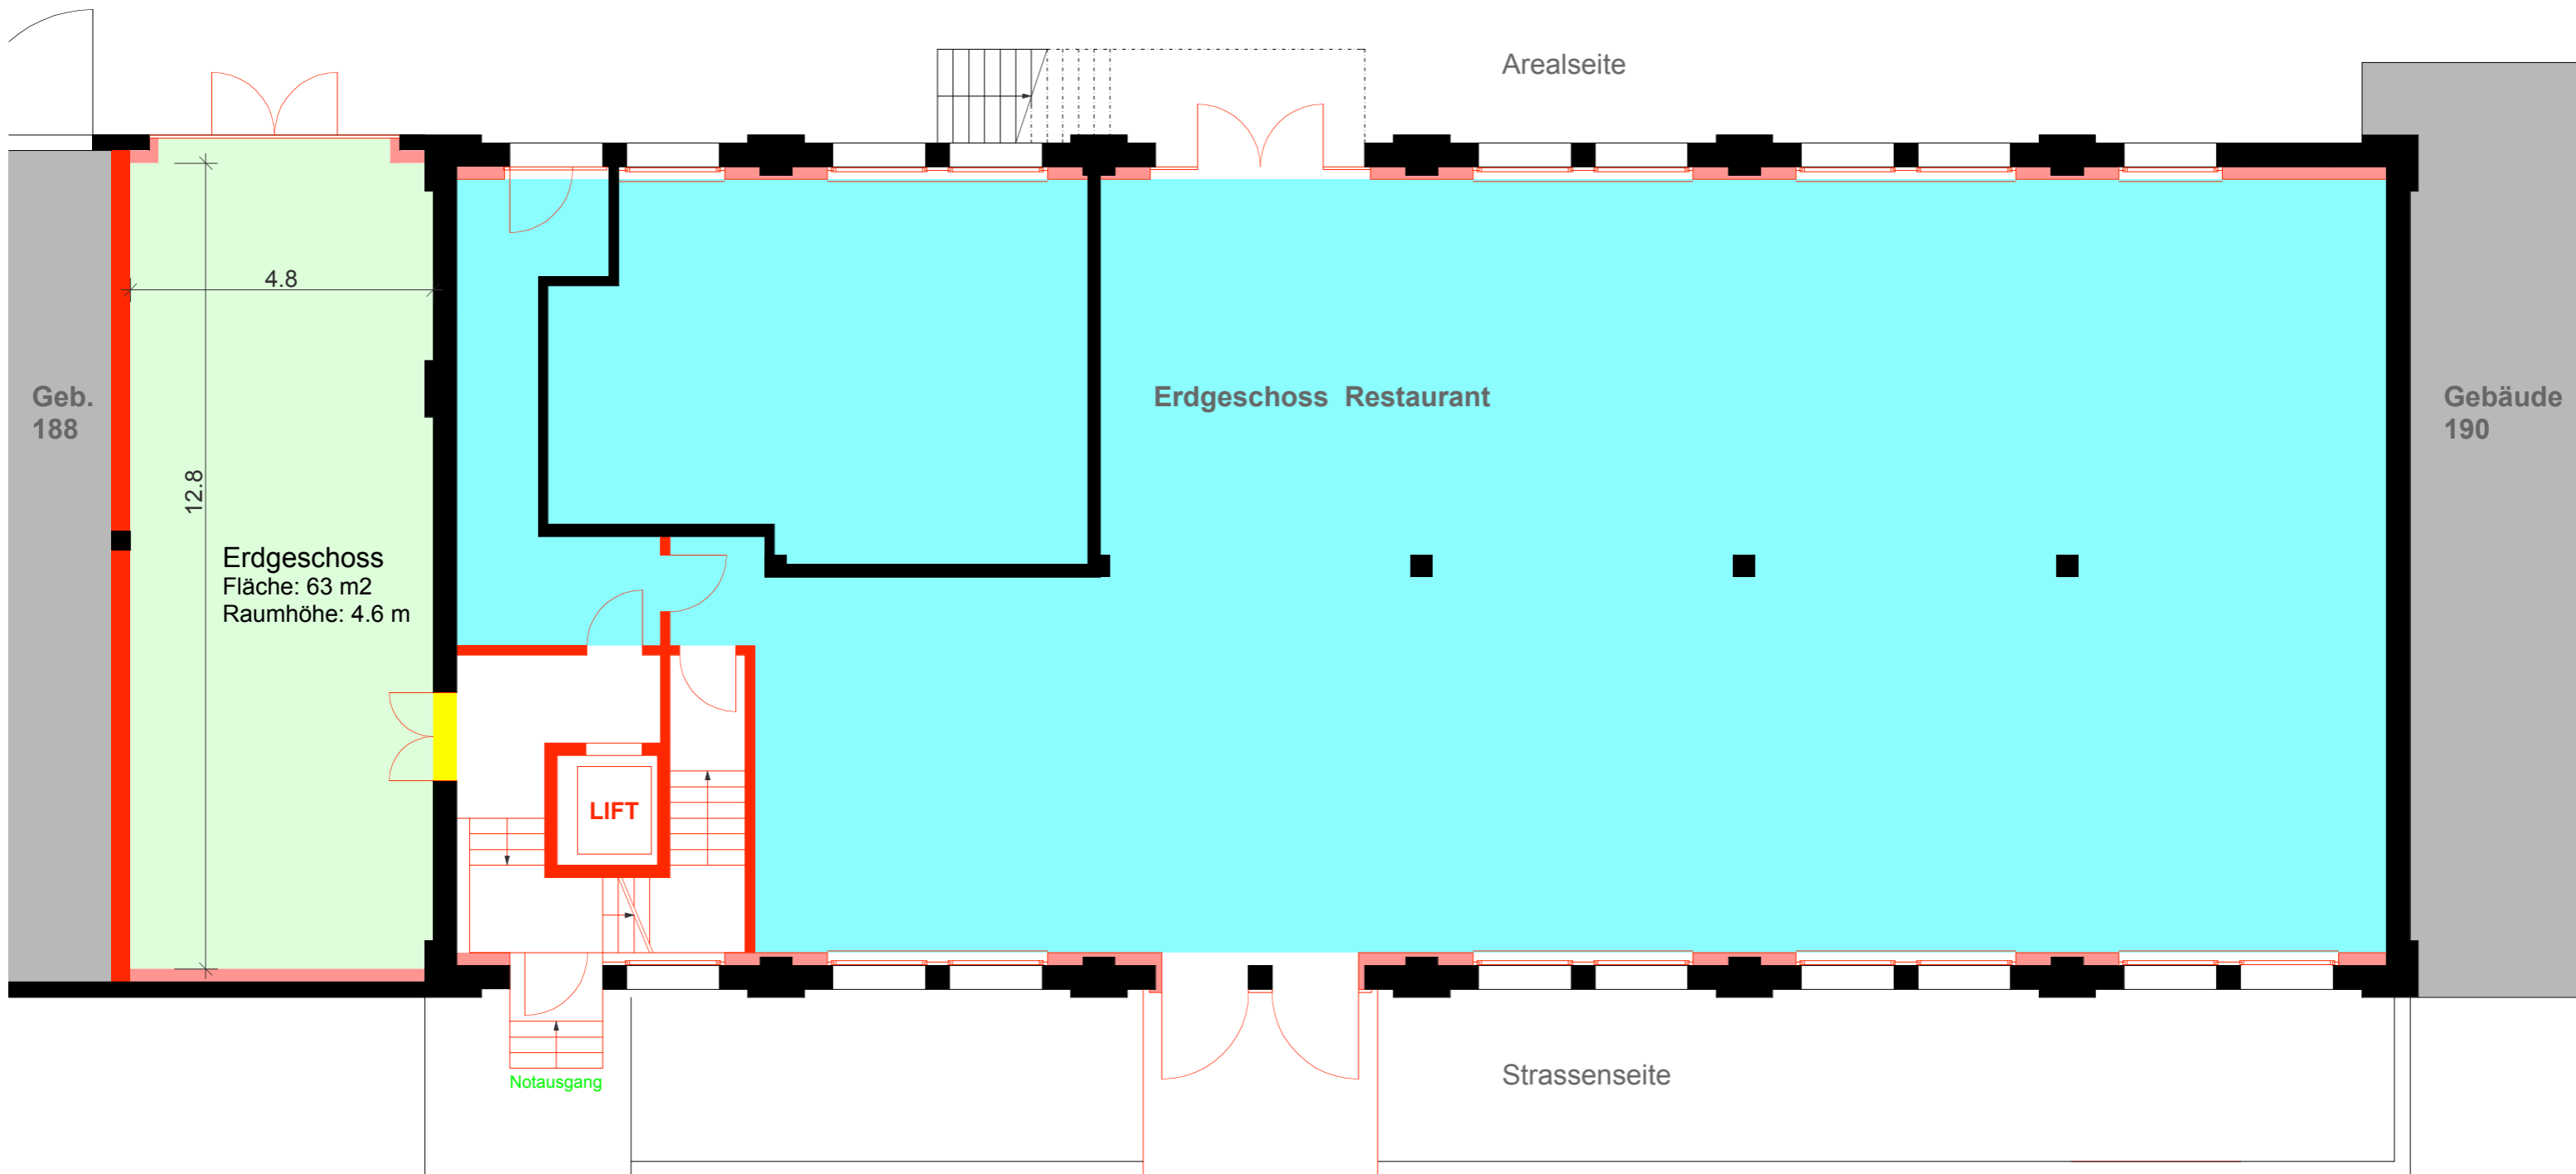 Arealseite
4.8
Geb.
188
Erdgeschoss  Restaurant
Gebäude
190
12.8
Erdgeschoss
Fläche: 63 m2
Raumhöhe: 4.6 m
LIFT
Notausgang
Strassenseite